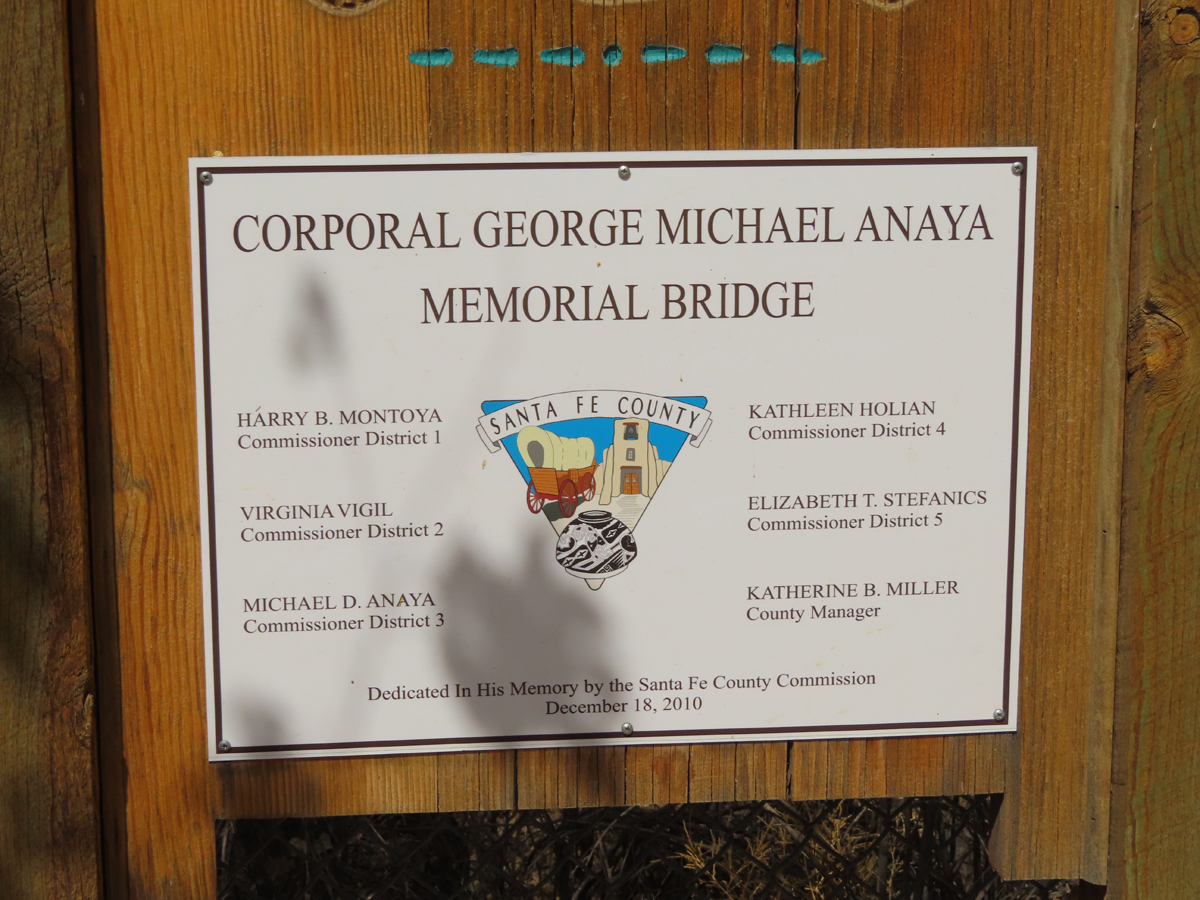 CORPORAL GEORGE MICHAEL ANAYA
MEMORIAL BRIDGE
SANTA FE COUNTY
HARRY B. MONTOYA
Commissioner District 1
VIRGINIA VIGIL
Commissioner District 2
MICHAEL D. ANAYA
Commissioner District 3
KATHLEEN HOLIAN
Commissioner District 4
ELIZABETH T. STEFANICS
Commissioner District 5
KATHERINE B. MILLER
County Manager
Dedicated In His Memory by the Santa Fe County Commission
December 18, 2010